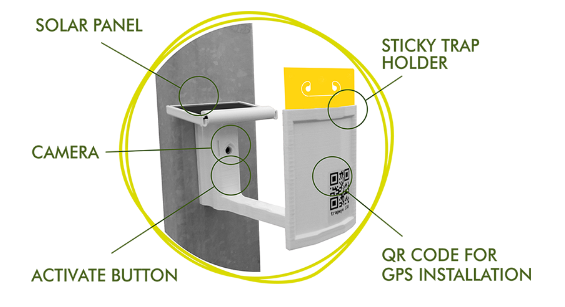 SOLAR PANEL
STICKY TRAP
HOLDER
CAMERA
ACTIVATE BUTTON
QR CODE FOR
GPS INSTALLATION